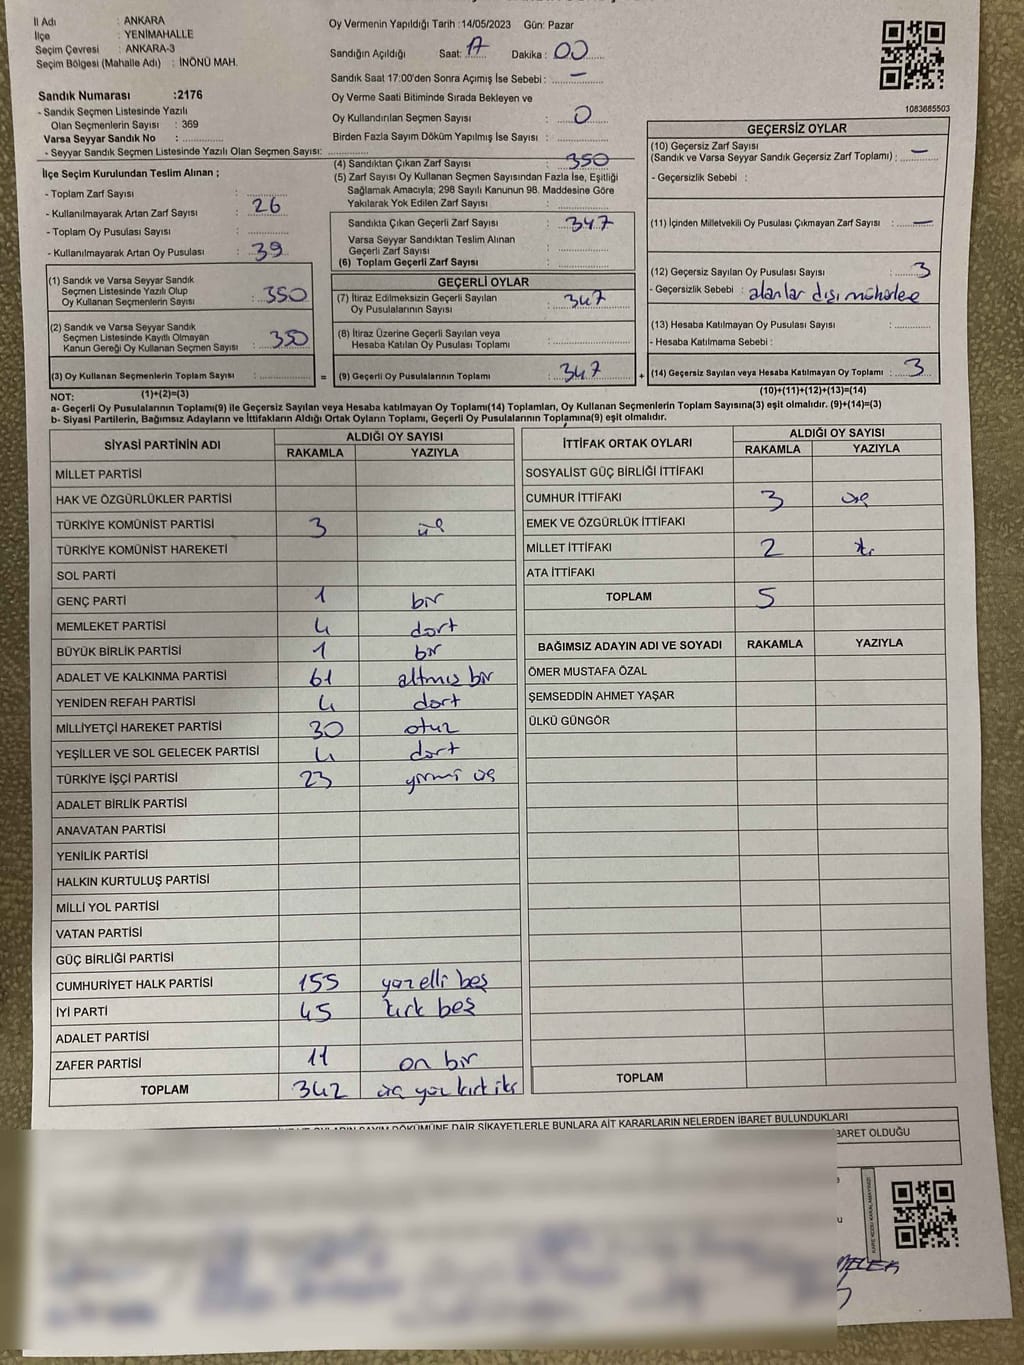 İl Adı : ANKARA
İlçe : YENİMAHALLE
Seçim Çevresi : ANKARA-3
Seçim Bölgesi (Mahalle Adı) : İNÖNÜ MAH.
Sandık Numarası :2176
- Sandık Seçmen Listesinde Yazılı
Olan Seçmenlerin Sayısı : 369
Varsa Seyyar Sandık No :
- Seyyar Sandık Seçmen Listesinde Yazılı Olan Seçmen Sayısı:
Oy Vermenin Yapıldığı Tarih :14/05/2023 Gün: Pazar
Sandığın Açıldığı Saat: 17 Dakika : 00
Sandık Saat 17:00'den Sonra Açımış İse Sebebi : —
Oy Verme Saati Bitiminde Sırada Bekleyen ve
Oy Kullandırılan Seçmen Sayısı : 0
Birden Fazla Sayım Döküm Yapılmış İse Sayısı :
1083685503
İlçe Seçim Kurulundan Teslim Alınan ;
- Toplam Zarf Sayısı :
- Kullanılmayarak Artan Zarf Sayısı : 26
- Toplam Oy Pusulası Sayısı :
- Kullanılmayarak Artan Oy Pusulası : 39
(4) Sandıktan Çıkan Zarf Sayısı : 350
(5) Zarf Sayısı Oy Kullanan Seçmen Sayısından Fazla İse, Eşitliği
Sağlamak Amacıyla; 298 Sayılı Kanunun 98. Maddesine Göre
Yakılarak Yok Edilen Zarf Sayısı :
Sandıkta Çıkan Geçerli Zarf Sayısı : 347
Varsa Seyyar Sandıktan Teslim Alınan
Geçerli Zarf Sayısı :
(6) Toplam Geçerli Zarf Sayısı :
GEÇERSİZ OYLAR
(10) Geçersiz Zarf Sayısı
(Sandık ve Varsa Seyyar Sandık Geçersiz Zarf Toplamı) : —
- Geçersizlik Sebebi :
(11) İçinden Milletvekili Oy Pusulası Çıkmayan Zarf Sayısı : —
(12) Geçersiz Sayılan Oy Pusulası Sayısı : 3
- Geçersizlik Sebebi : alanlar dışı mühürleme
(13) Hesaba Katılmayan Oy Pusulası Sayısı :
- Hesaba Katılmama Sebebi :
(14) Geçersiz Sayılan veya Hesaba Katılmayan Oy Toplamı : 3
(1) Sandık ve Varsa Seyyar Sandık
Seçmen Listesinde Yazılı Olup
Oy Kullanan Seçmenlerin Sayısı : 350
(2) Sandık ve Varsa Seyyar Sandık
Seçmen Listesinde Kayıtlı Olmayan
Kanun Gereği Oy Kullanan Seçmen Sayısı : 350
(3) Oy Kullanan Seçmenlerin Toplam Sayısı : =
GEÇERLİ OYLAR
(7) İtiraz Edilmeksizin Geçerli Sayılan
Oy Pusulalarının Sayısı : 347
(8) İtiraz Üzerine Geçerli Sayılan veya
Hesaba Katılan Oy Pusulası Toplamı :
(9) Geçerli Oy Pusulalarının Toplamı : 347 +
NOT: (1)+(2)=(3) (10)+(11)+(12)+(13)=(14)
a- Geçerli Oy Pusulalarının Toplamı(9) ile Geçersiz Sayılan veya Hesaba katılmayan Oy Toplamı(14) Toplamları, Oy Kullanan Seçmenlerin Toplam Sayısına(3) eşit olmalıdır. (9)+(14)=(3)
b- Siyasi Partilerin, Bağımsız Adayların ve İttifakların Aldığı Ortak Oyların Toplamı, Geçerli Oy Pusulalarının Toplamına(9) eşit olmalıdır.
SİYASİ PARTİNİN ADI ALDIĞI OY SAYISI
RAKAMLA YAZIYLA
MİLLET PARTİSİ
HAK VE ÖZGÜRLÜKLER PARTİSİ
TÜRKİYE KOMÜNİST PARTİSİ 3 üç
TÜRKİYE KOMÜNİST HAREKETİ
SOL PARTİ
GENÇ PARTİ 1 bir
MEMLEKET PARTİSİ 4 dört
BÜYÜK BİRLİK PARTİSİ 1 bir
ADALET VE KALKINMA PARTİSİ 61 altmış bir
YENİDEN REFAH PARTİSİ 4 dört
MİLLİYETÇİ HAREKET PARTİSİ 30 otuz
YEŞİLLER VE SOL GELECEK PARTİSİ 4 dört
TÜRKİYE İŞÇİ PARTİSİ 23 yirmi üç
ADALET BİRLİK PARTİSİ
ANAVATAN PARTİSİ
YENİLİK PARTİSİ
HALKIN KURTULUŞ PARTİSİ
MİLLİ YOL PARTİSİ
VATAN PARTİSİ
GÜÇ BİRLİĞİ PARTİSİ
CUMHURİYET HALK PARTİSİ 155 yüz elli beş
İYİ PARTİ 45 kırk beş
ADALET PARTİSİ
ZAFER PARTİSİ 11 on bir
TOPLAM 342 üç yüz kırk iki
İTTİFAK ORTAK OYLARI ALDIĞI OY SAYISI
RAKAMLA YAZIYLA
SOSYALİST GÜÇ BİRLİĞİ İTTİFAKI
CUMHUR İTTİFAKI 3 üç
EMEK VE ÖZGÜRLÜK İTTİFAKI
MİLLET İTTİFAKI 2 iki
ATA İTTİFAKI
TOPLAM 5
BAĞIMSIZ ADAYIN ADI VE SOYADI RAKAMLA YAZIYLA
ÖMER MUSTAFA ÖZAL
ŞEMSEDDİN AHMET YAŞAR
ÜLKÜ GÜNGÖR
TOPLAM
DÖKÜMÜNE DAİR ŞİKAYETLERLE BUNLARA AİT KARARLARIN NELERDEN İBARET BULUNDUKLARI
İBARET OLDUĞU